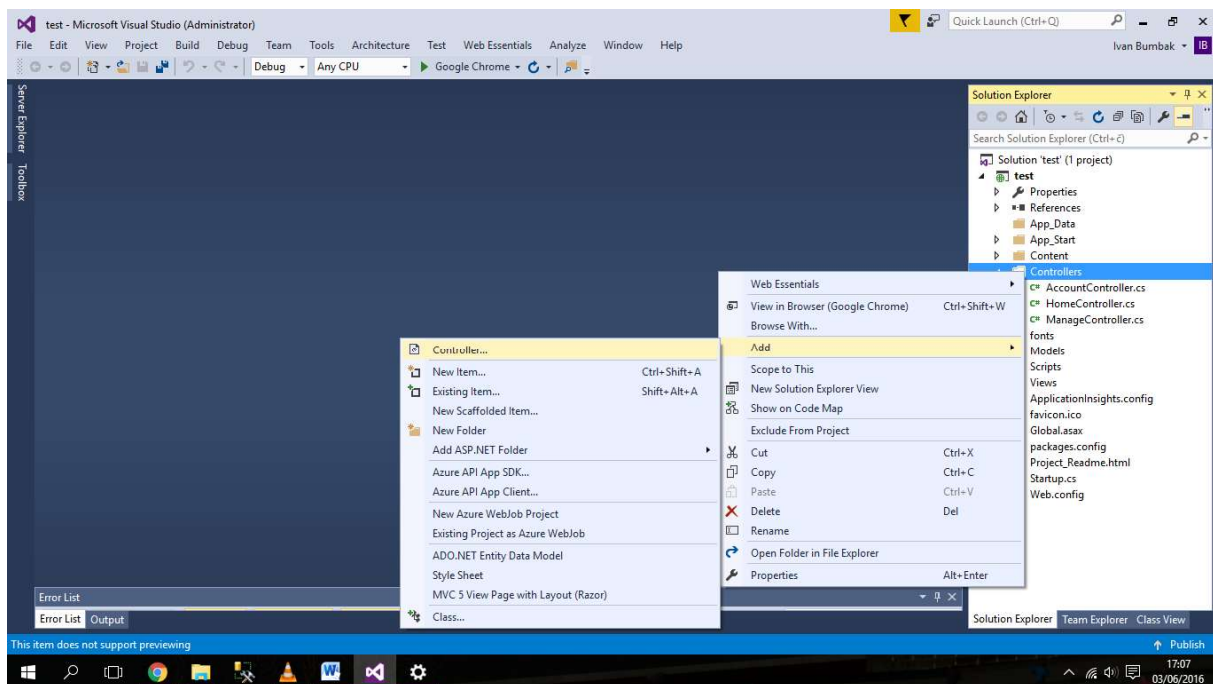 test - Microsoft Visual Studio (Administrator)
Quick Launch (Ctrl+Q)
File Edit View Project Build Debug Team Tools Architecture Test Web Essentials Analyze Window Help
Ivan Bumbak
IB
Debug
Any CPU
Google Chrome
Server Explorer
Toolbox
Solution Explorer
Search Solution Explorer (Ctrl+č)
Solution 'test' (1 project)
test
Properties
References
App_Data
App_Start
Content
Controllers
AccountController.cs
HomeController.cs
ManageController.cs
fonts
Models
Scripts
Views
ApplicationInsights.config
favicon.ico
Global.asax
packages.config
Project_Readme.html
Startup.cs
Web.config
Web Essentials
View in Browser (Google Chrome) Ctrl+Shift+W
Browse With...
Add
Scope to This
New Solution Explorer View
Show on Code Map
Exclude From Project
Cut Ctrl+X
Copy Ctrl+C
Paste Ctrl+V
Delete Del
Rename
Open Folder in File Explorer
Properties Alt+Enter
Controller...
New Item... Ctrl+Shift+A
Existing Item... Shift+Alt+A
New Scaffolded Item...
New Folder
Add ASP.NET Folder
Azure API App SDK...
Azure API App Client...
New Azure WebJob Project
Existing Project as Azure WebJob
ADO.NET Entity Data Model
Style Sheet
MVC 5 View Page with Layout (Razor)
Class...
Error List
Error List Output
Solution Explorer Team Explorer Class View
This item does not support previewing
Publish
17:07
03/06/2016